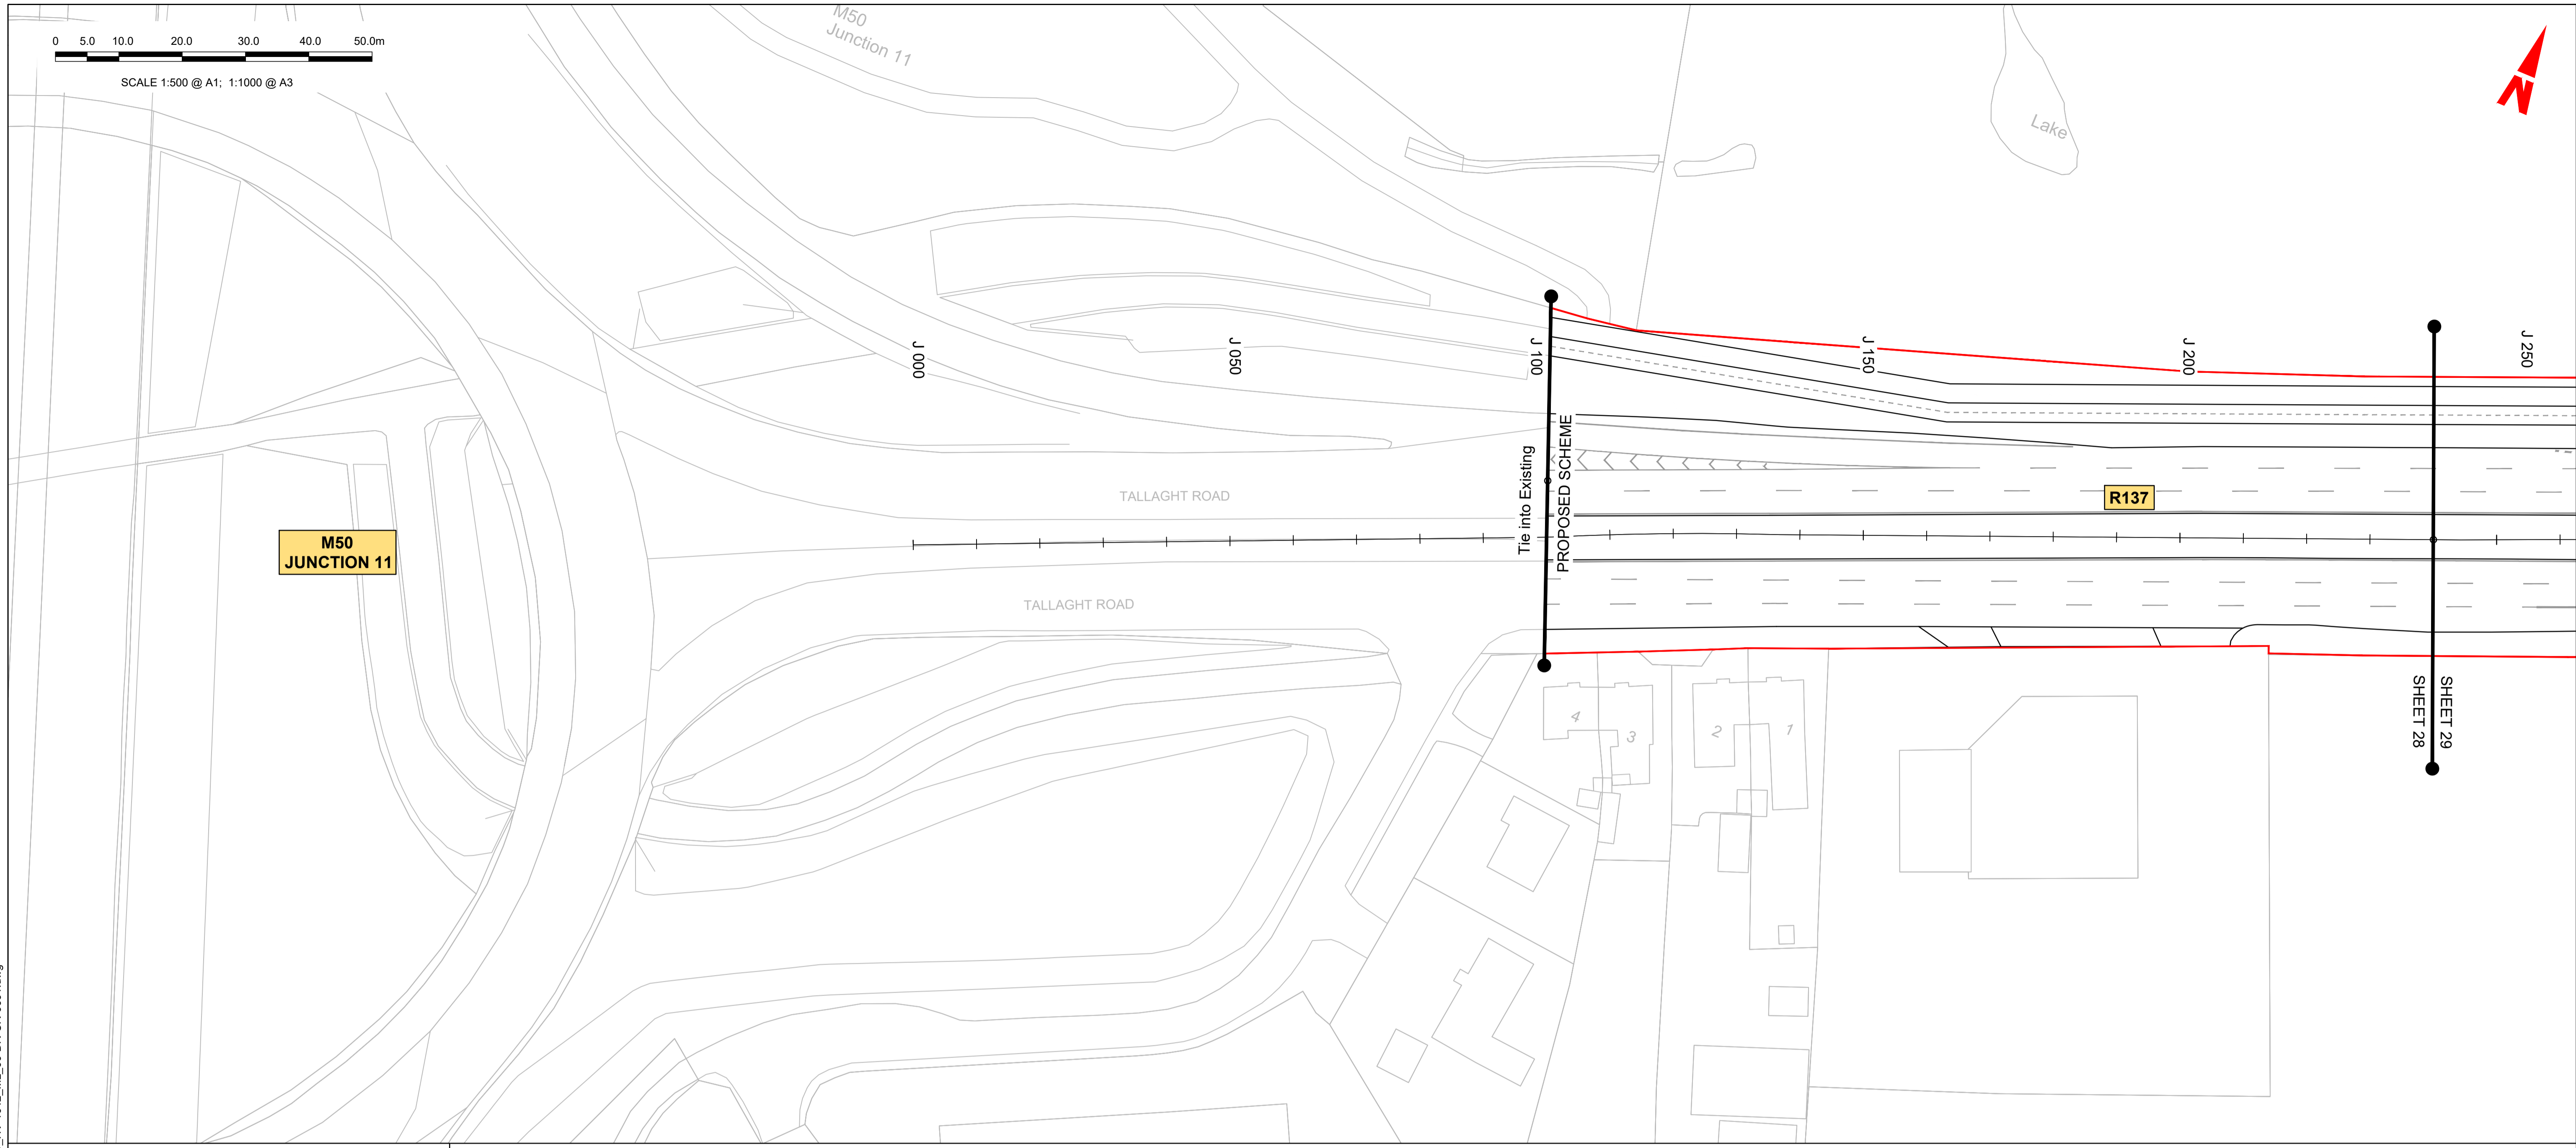 M50
Junction 11
0 5.0 10.0 20.0 30.0 40.0 50.0m
SCALE 1:500 @ A1; 1:1000 @ A3
N
Lake
J 000
J 050
J 100
J 150
J 200
J 250
Tie into Existing
PROPOSED SCHEME
TALLAGHT ROAD
R137
M50
JUNCTION 11
TALLAGHT ROAD
SHEET 28
SHEET 29
4
3
2
1